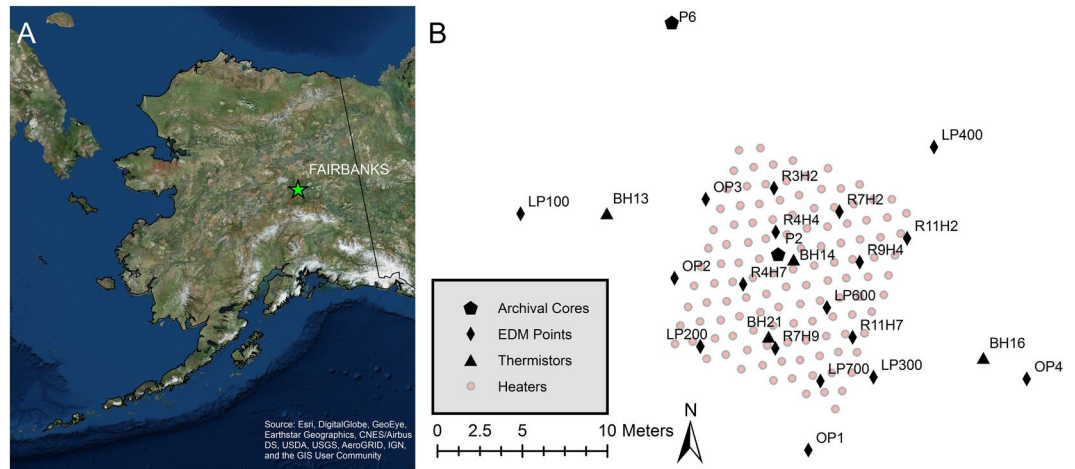 A
FAIRBANKS
Source: Esri, DigitalGlobe, GeoEye,
Earthstar Geographics, CNES/Airbus
DS, USDA, USGS, AeroGRID, IGN,
and the GIS User Community
B
P6
LP400
OP3
R3H2
LP100
BH13
R7H2
R4H4
R11H2
P2
BH14
R9H4
OP2
R4H7
LP600
BH21
R11H7
LP200
R7H9
BH16
LP700
LP300
OP4
OP1
Archival Cores
EDM Points
Thermistors
Heaters
0 2.5 5 10 Meters
N